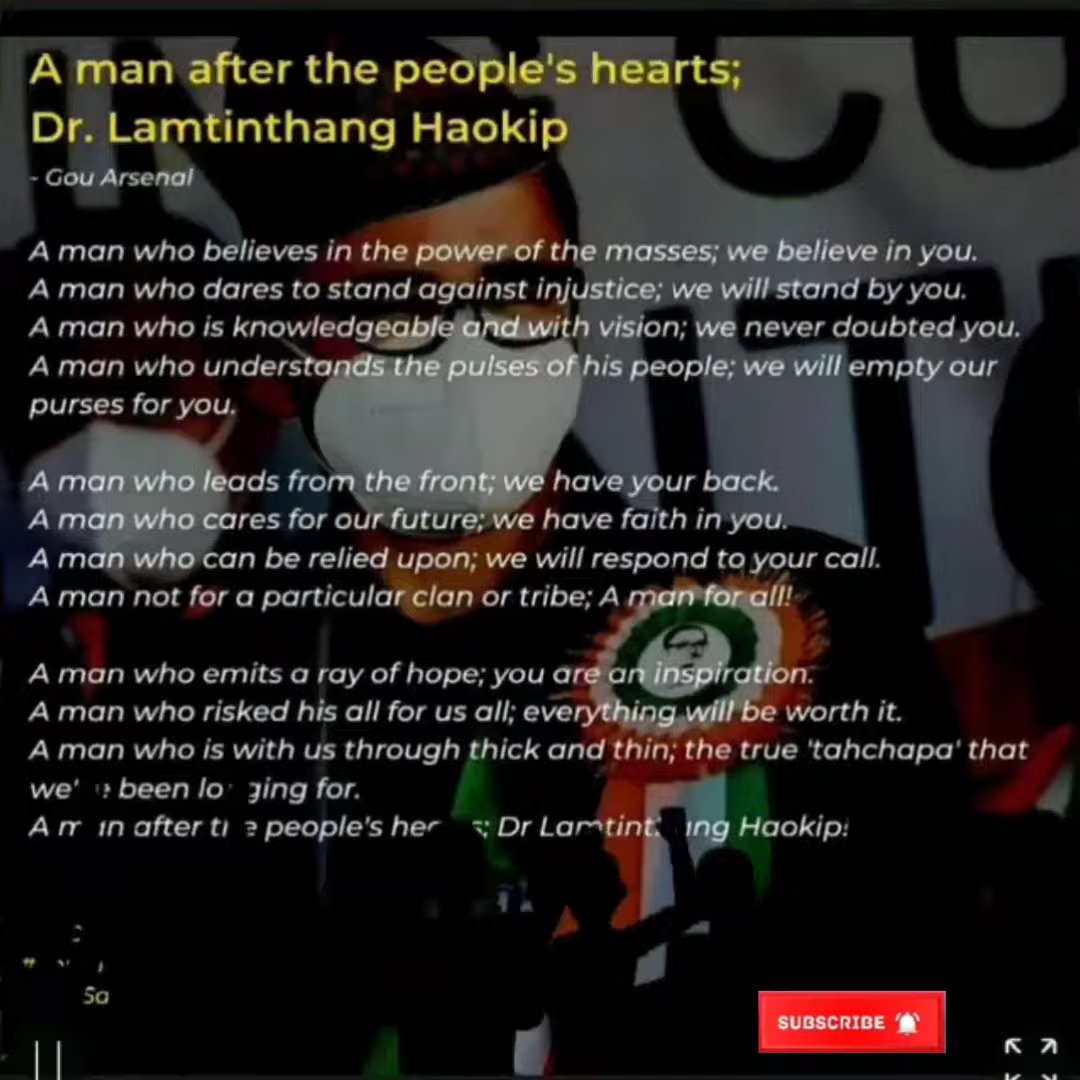 A man after the people's hearts;
Dr. Lamtinthang Haokip
- Gou Arsenal
A man who believes in the power of the masses; we believe in you.
A man who dares to stand against injustice; we will stand by you.
A man who is knowledgeable and with vision; we never doubted you.
A man who understands the pulses of his people; we will empty our
purses for you.
A man who leads from the front; we have your back.
A man who cares for our future; we have faith in you.
A man who can be relied upon; we will respond to your call.
A man not for a particular clan or tribe; A man for all!
A man who emits a ray of hope; you are an inspiration.
A man who risked his all for us all; everything will be worth it.
A man who is with us through thick and thin; the true 'tahchapa' that
been for.
A after people's Dr Haokip!
SUBSCRIBE